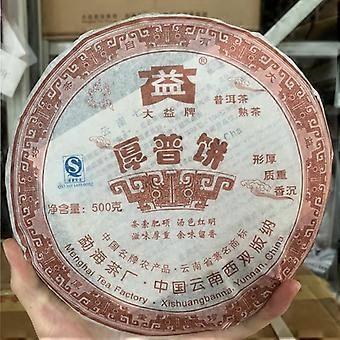 大益
®
大益牌
普洱茶
熟茶
厚普饼
形厚
质重
香沉
净含量: 500克
茶条肥硕 汤色红明
滋味厚重 余味留香
中国名牌农产品·云南省著名商标
勐海茶厂·中国云南西双版纳
Menghai Tea Factory · Xishuangbanna, Yunnan, China